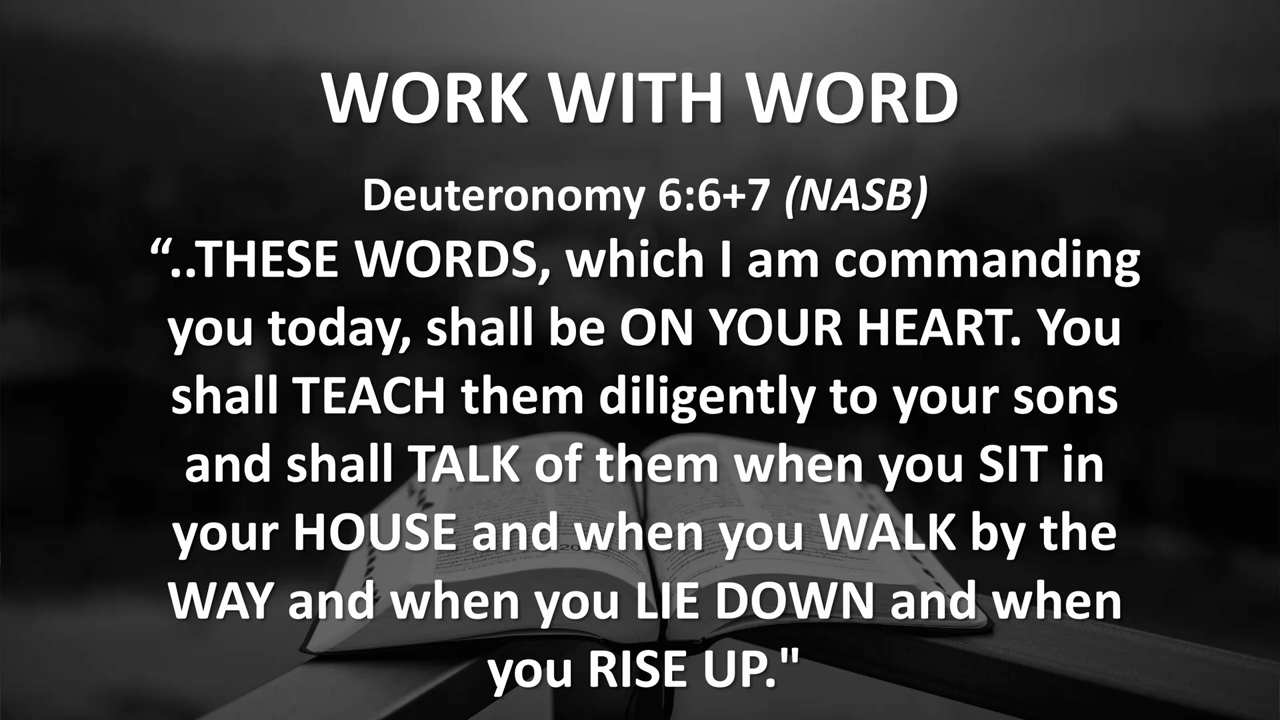 WORK WITH WORD
Deuteronomy 6:6+7 (NASB)
“..THESE WORDS, which I am commanding
you today, shall be ON YOUR HEART. You
shall TEACH them diligently to your sons
and shall TALK of them when you SIT in
your HOUSE and when you WALK by the
WAY and when you LIE DOWN and when
you RISE UP."